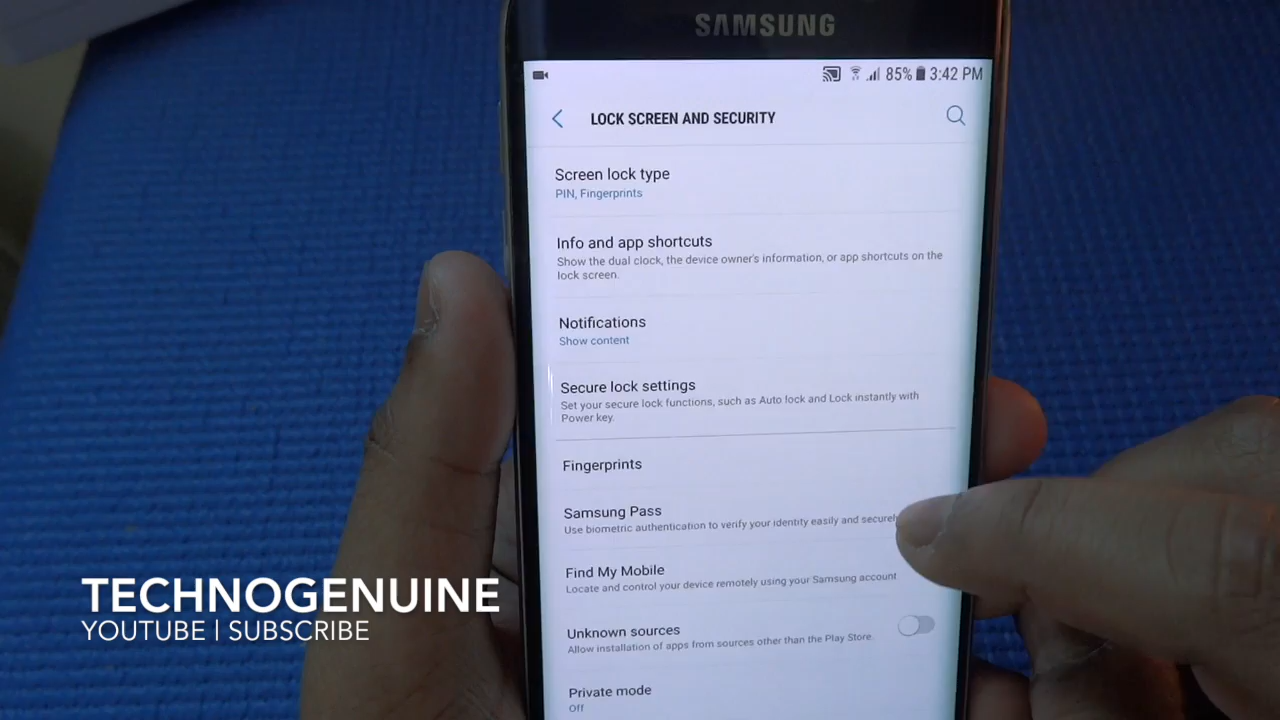 SAMSUNG
85% 3:42 PM
LOCK SCREEN AND SECURITY
Screen lock type
PIN, Fingerprints
Info and app shortcuts
Show the dual clock, the device owner's information, or app shortcuts on the
lock screen.
Notifications
Show content
Secure lock settings
Set your secure lock functions, such as Auto lock and Lock instantly with
Power key.
Fingerprints
Samsung Pass
Use biometric authentication to verify your identity easily and securely
Find My Mobile
Locate and control your device remotely using your Samsung account
Unknown sources
Allow installation of apps from sources other than the Play Store.
Private mode
Off
TECHNOGENUINE
YOUTUBE | SUBSCRIBE